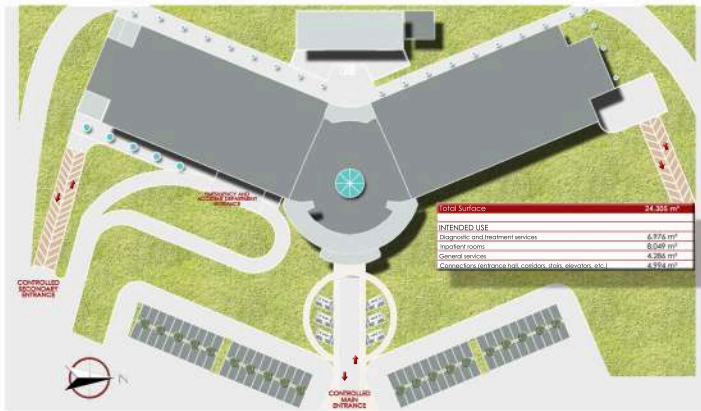 EMERGENCY AND
ACCIDENT DEPARTMENT
ENTRANCE
Total Surface 24.305 m²
INTENDED USE
Diagnostic and treatment services 6.976 m²
Inpatient rooms 8.049 m²
General services 4.286 m²
Connections (entrance hall, corridors, stairs, elevators, etc.) 4.994 m²
CONTROLLED
SECONDARY
ENTRANCE
N
CONTROLLED
MAIN
ENTRANCE